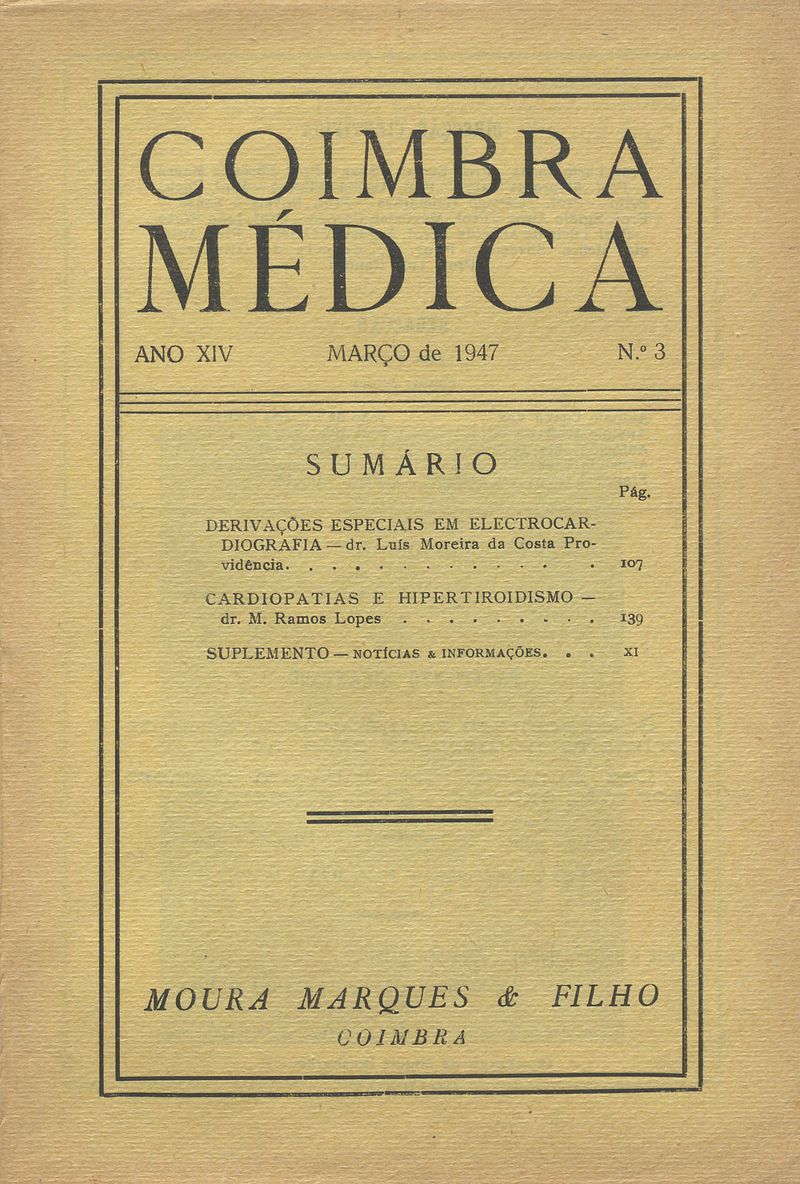 COIMBRA
MÉDICA
ANO XIV MARÇO de 1947 N.º 3
SUMÁRIO
Pág.
DERIVAÇÕES ESPECIAIS EM ELECTROCAR-
DIOGRAFIA — dr. Luís Moreira da Costa Pro-
vidência. . . . . . . . . . . . . 107
CARDIOPATIAS E HIPERTIROIDISMO —
dr. M. Ramos Lopes . . . . . . . . . 139
SUPLEMENTO — NOTÍCIAS & INFORMAÇÕES. . . XI
MOURA MARQUES & FILHO
COIMBRA